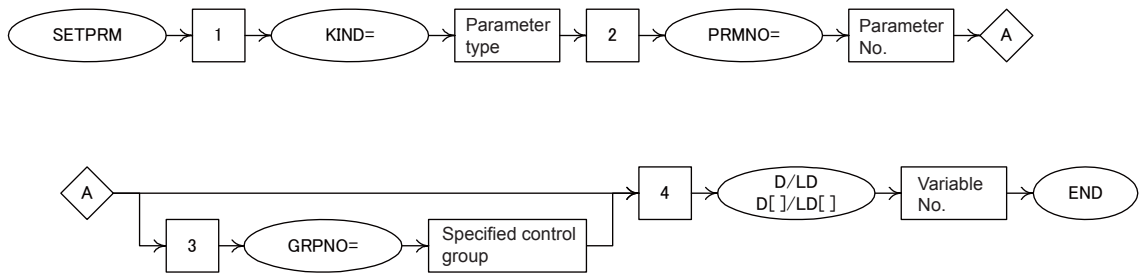 SETPRM
1
KIND=
Parameter
type
2
PRMNO=
Parameter
No.
A
A
4
D/LD
D[ ]/LD[ ]
Variable
No.
END
3
GRPNO=
Specified control
group